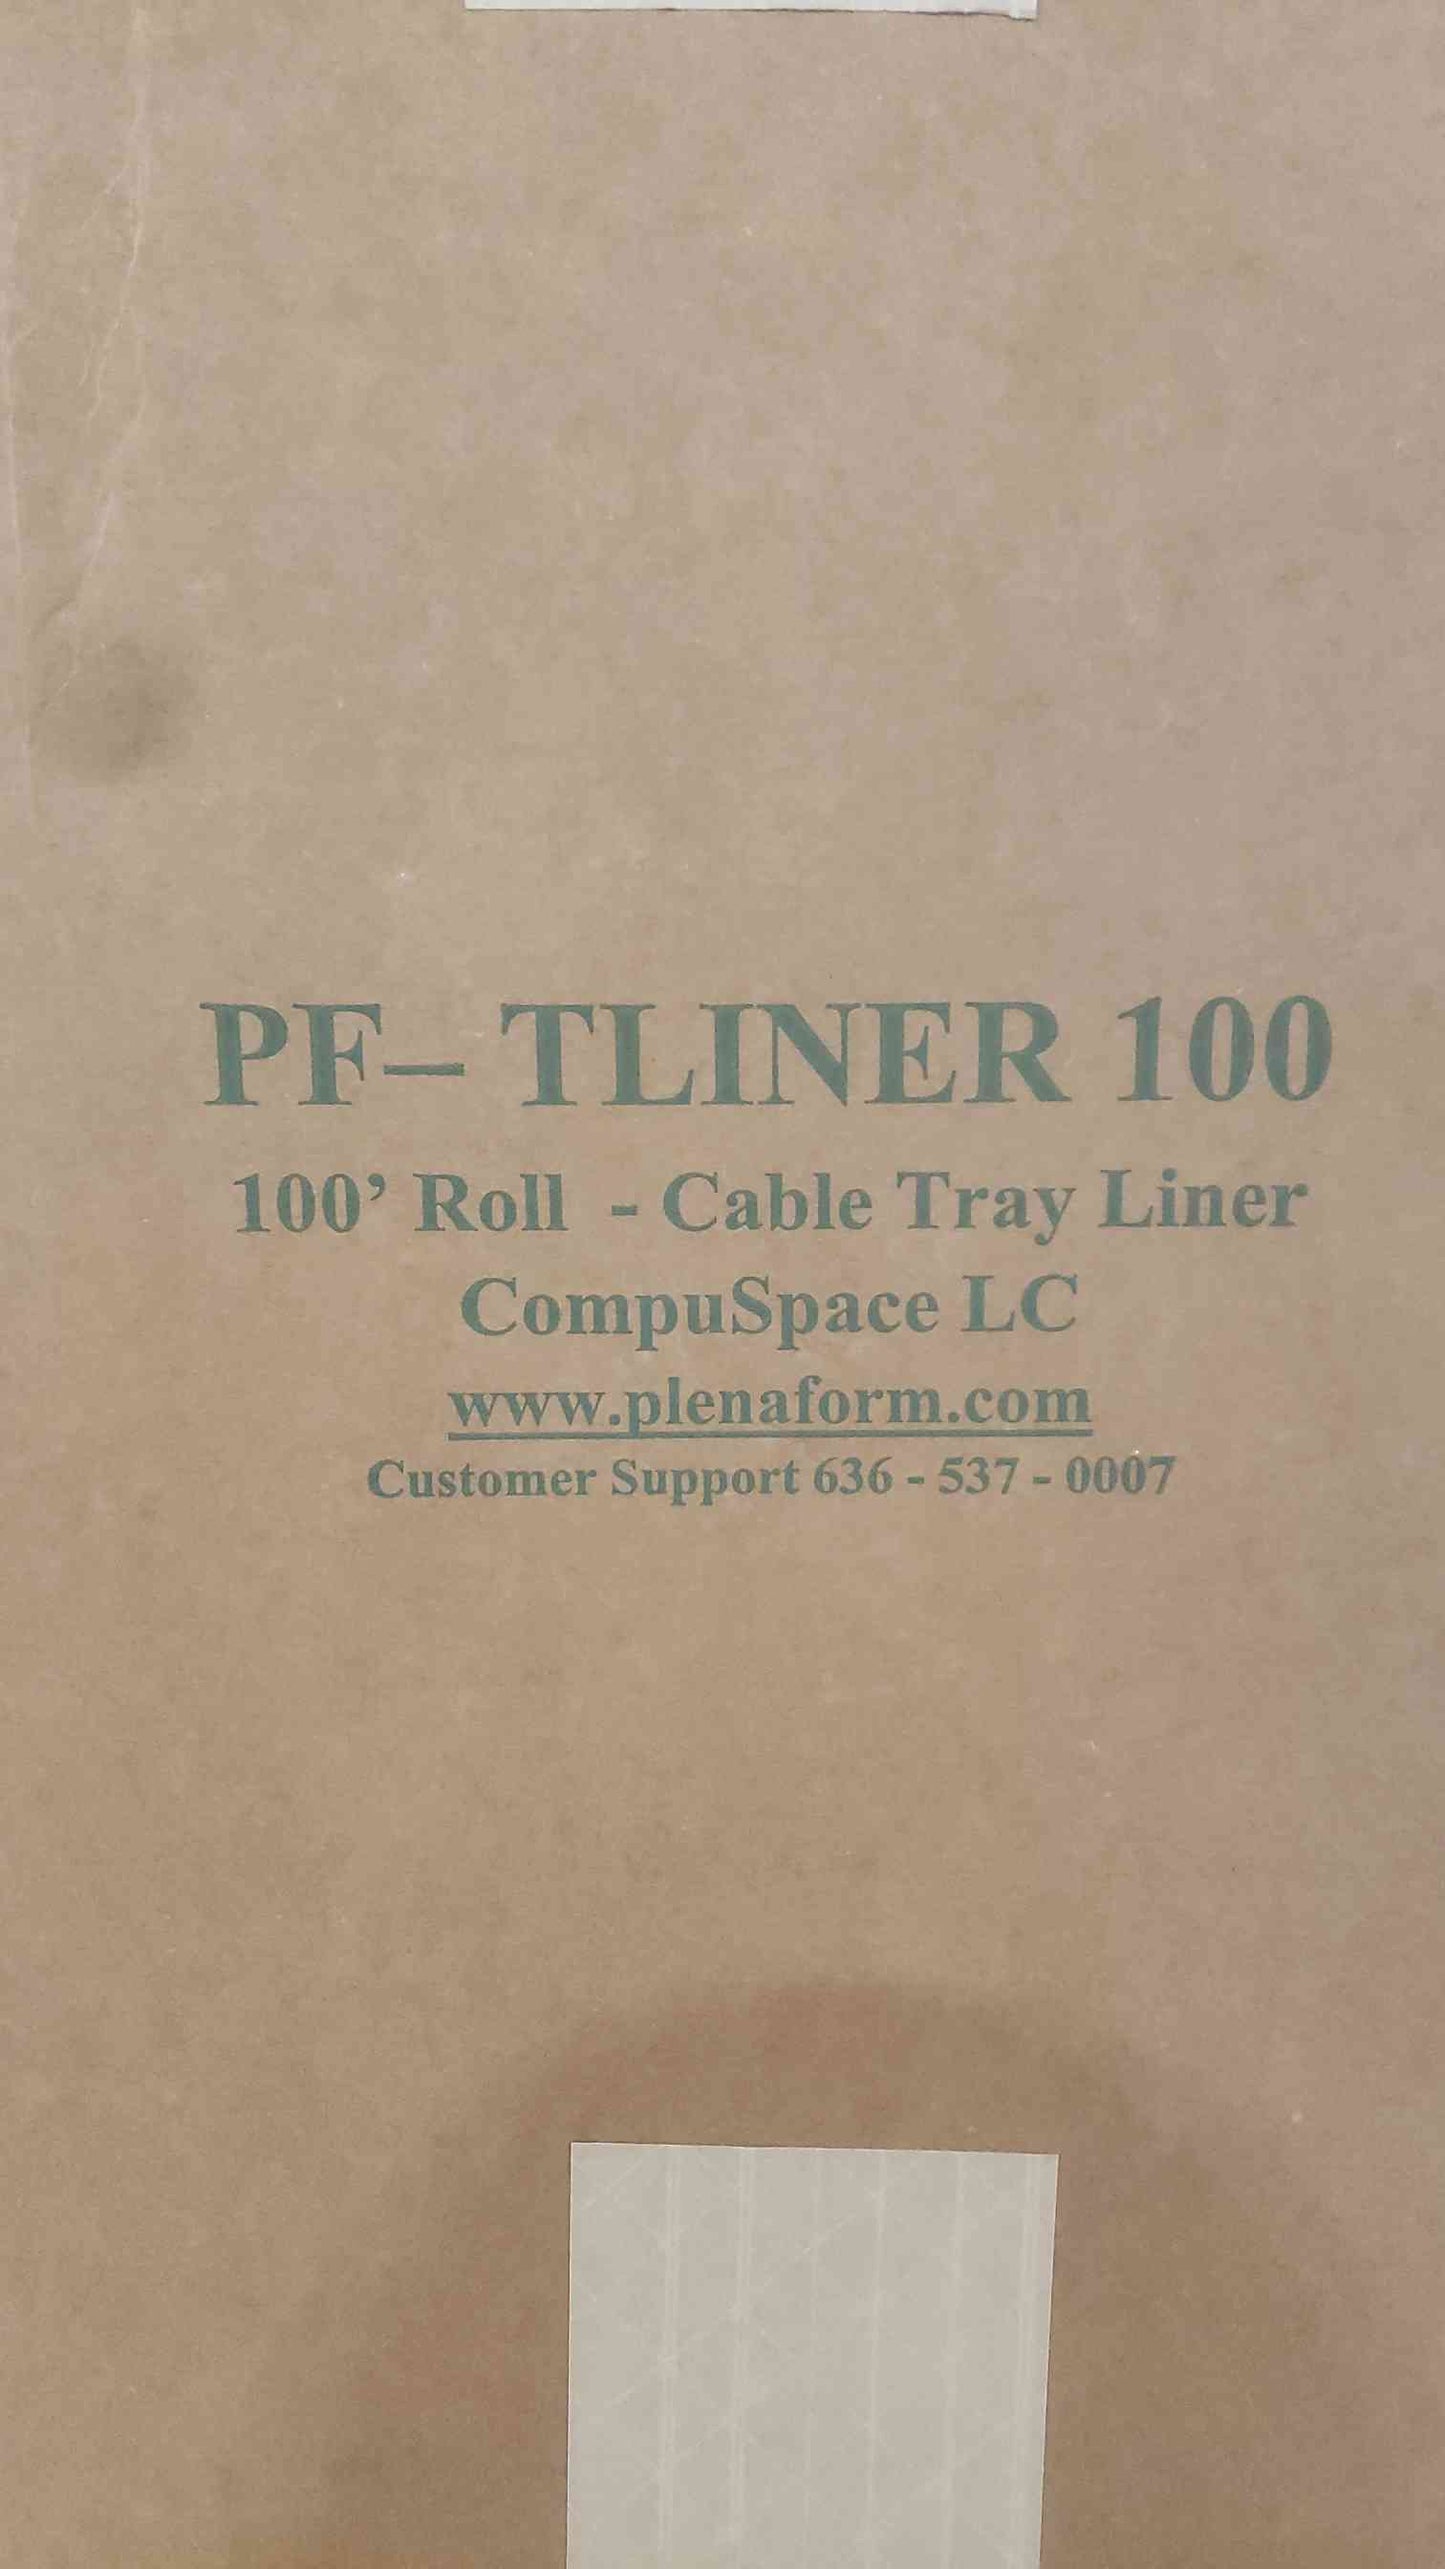 PF– TLINER 100
100’ Roll - Cable Tray Liner
CompuSpace LC
www.plenaform.com
Customer Support 636 - 537 - 0007